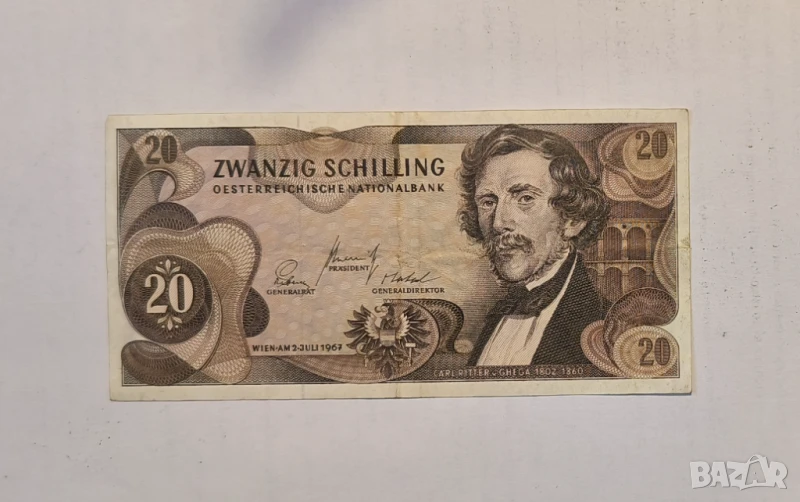 20
20
ZWANZIG SCHILLING
OESTERREICHISCHE NATIONALBANK
PRÄSIDENT
GENERALRAT
GENERALDIREKTOR
20
WIEN·AM 2·JULI 1967
20
CARL RITTER v. GHEGA 1802-1860
BAZAR